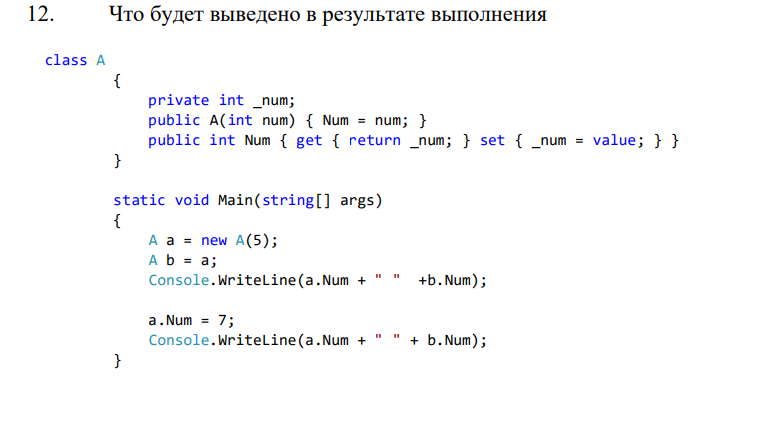 12. Что будет выведено в результате выполнения
class A
{
private int _num;
public A(int num) { Num = num; }
public int Num { get { return _num; } set { _num = value; } }
}
static void Main(string[] args)
{
A a = new A(5);
A b = a;
Console.WriteLine(a.Num + " " +b.Num);
a.Num = 7;
Console.WriteLine(a.Num + " " + b.Num);
}